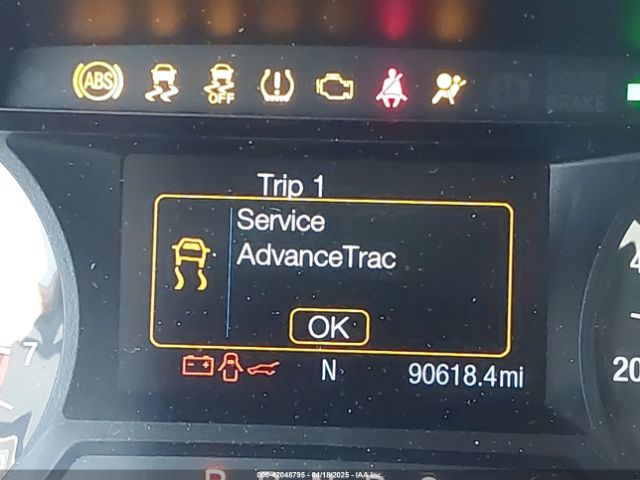 ABS
OFF
BRAKE
Trip 1
Service
AdvanceTrac
OK
N
90618.4mi
7
20
000-42048795 - 04/18/2025 - IAA Inc.